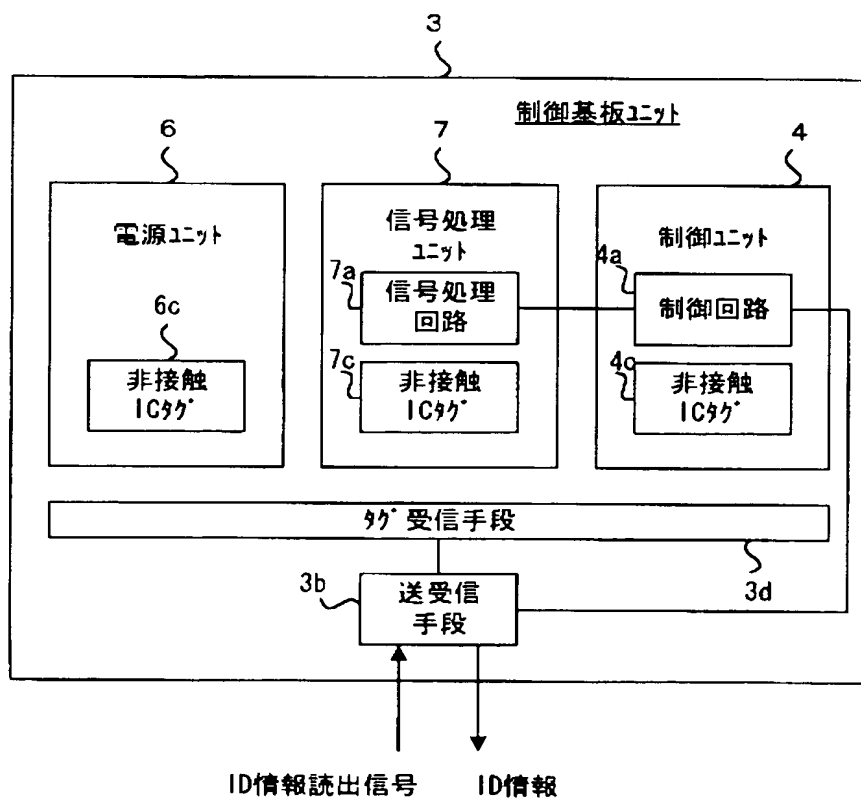 3
制御基板ユニット
6
7
4
電源ユニット
信号処理
ユニット
制御ユニット
7a
信号処理
回路
4a
制御回路
6c
非接触
ICタグ
7c
非接触
ICタグ
4c
非接触
ICタグ
タグ受信手段
3b
送受信
手段
3d
ID情報読出信号
ID情報